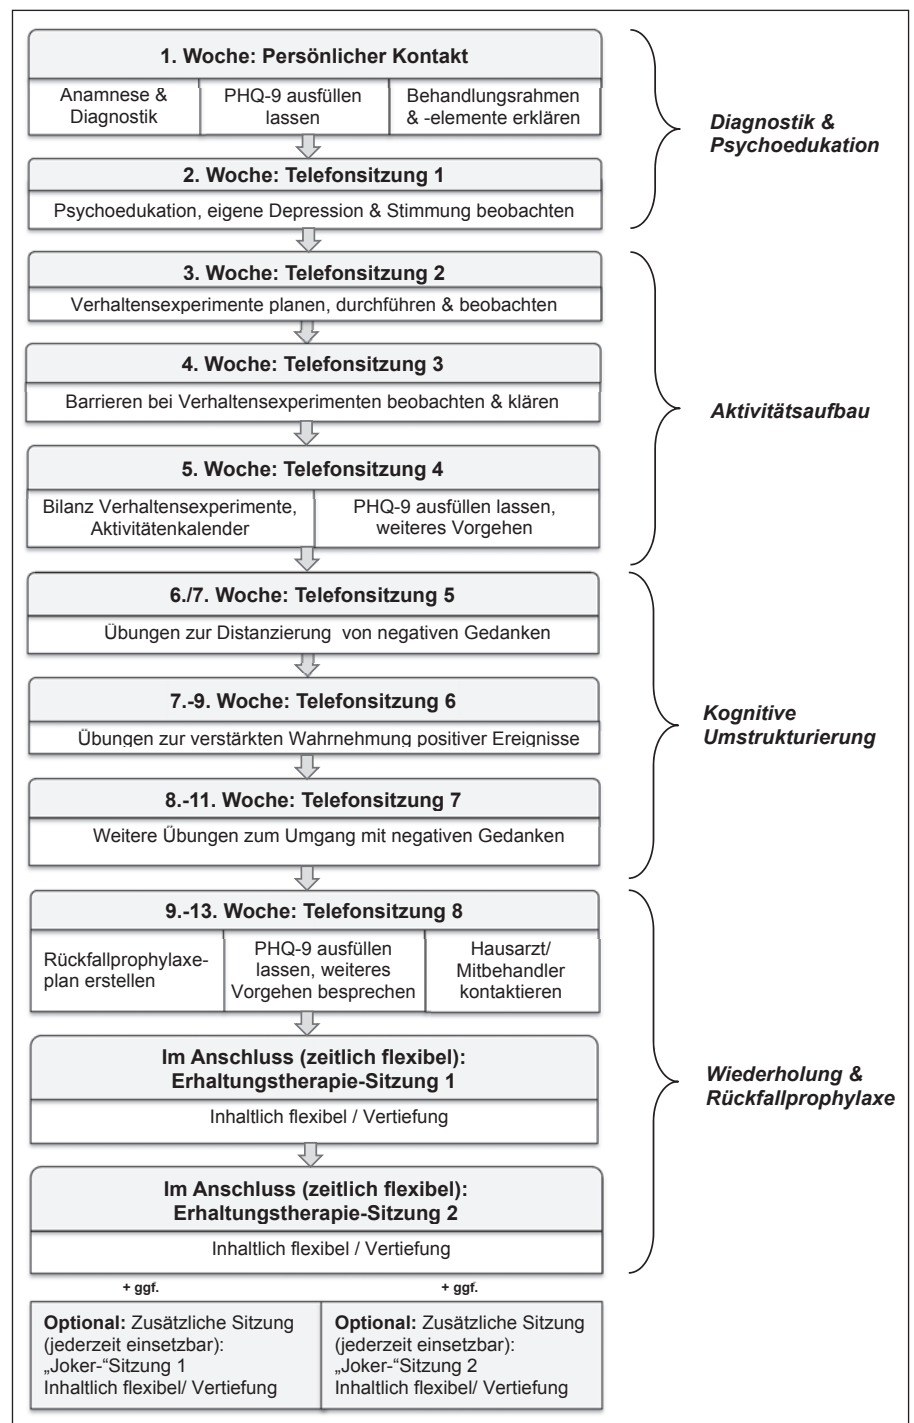 1. Woche: Persönlicher Kontakt
Anamnese &
Diagnostik
PHQ-9 ausfüllen
lassen
Behandlungsrahmen
& -elemente erklären
2. Woche: Telefonsitzung 1
Psychoedukation, eigene Depression & Stimmung beobachten
Diagnostik &
Psychoedukation
3. Woche: Telefonsitzung 2
Verhaltensexperimente planen, durchführen & beobachten
4. Woche: Telefonsitzung 3
Barrieren bei Verhaltensexperimenten beobachten & klären
5. Woche: Telefonsitzung 4
Bilanz Verhaltensexperimente,
Aktivitätenkalender
PHQ-9 ausfüllen lassen,
weiteres Vorgehen
Aktivitätsaufbau
6./7. Woche: Telefonsitzung 5
Übungen zur Distanzierung von negativen Gedanken
7.-9. Woche: Telefonsitzung 6
Übungen zur verstärkten Wahrnehmung positiver Ereignisse
8.-11. Woche: Telefonsitzung 7
Weitere Übungen zum Umgang mit negativen Gedanken
Kognitive
Umstrukturierung
9.-13. Woche: Telefonsitzung 8
Rückfallprophylaxe-
plan erstellen
PHQ-9 ausfüllen
lassen, weiteres
Vorgehen besprechen
Hausarzt/
Mitbehandler
kontaktieren
Im Anschluss (zeitlich flexibel):
Erhaltungstherapie-Sitzung 1
Inhaltlich flexibel / Vertiefung
Im Anschluss (zeitlich flexibel):
Erhaltungstherapie-Sitzung 2
Inhaltlich flexibel / Vertiefung
Wiederholung &
Rückfallprophylaxe
+ ggf.
+ ggf.
Optional: Zusätzliche Sitzung
(jederzeit einsetzbar):
„Joker-“Sitzung 1
Inhaltlich flexibel/ Vertiefung
Optional: Zusätzliche Sitzung
(jederzeit einsetzbar):
„Joker-“Sitzung 2
Inhaltlich flexibel/ Vertiefung